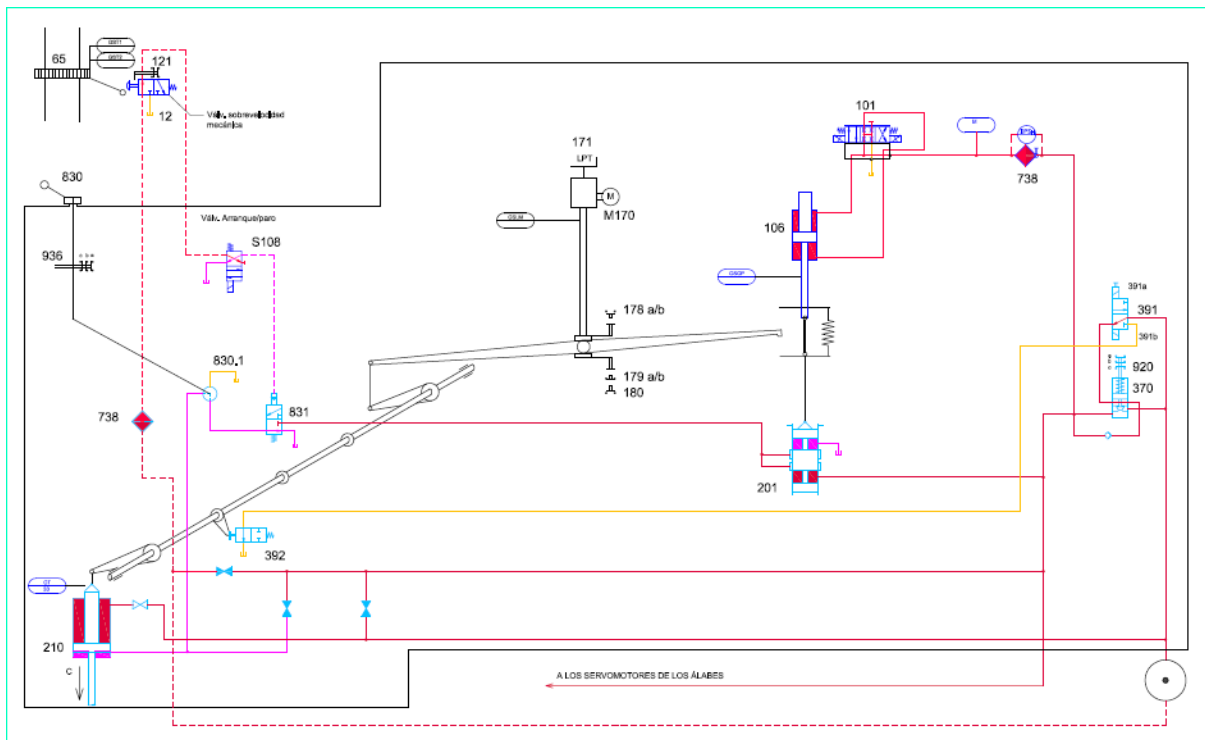 65
121
12
Válv. sobrevelocidad
mecánica
101
M
738
171
LPT
M
M170
830
Válv. Arranque/paro
S108
936
106
178 a/b
179 a/b
180
391a
391
391b
920
370
830.1
831
738
201
392
210
C
A LOS SERVOMOTORES DE LOS ÁLABES